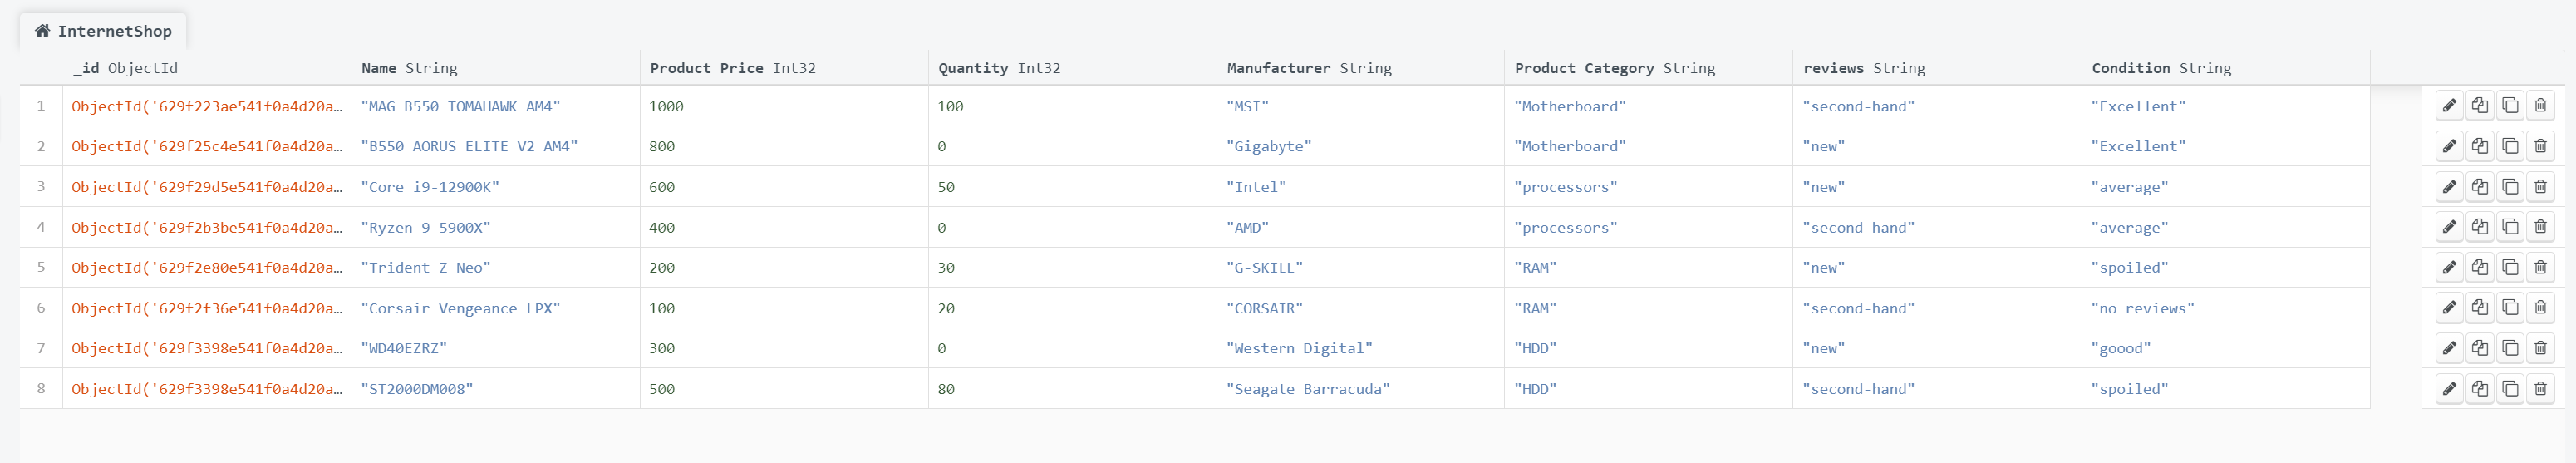 InternetShop
_id ObjectId Name String Product Price Int32 Quantity Int32 Manufacturer String Product Category String reviews String Condition String
1 ObjectId('629f223ae541f0a4d20a… "MAG B550 TOMAHAWK AM4" 1000 100 "MSI" "Motherboard" "second-hand" "Excellent"
2 ObjectId('629f25c4e541f0a4d20a… "B550 AORUS ELITE V2 AM4" 800 0 "Gigabyte" "Motherboard" "new" "Excellent"
3 ObjectId('629f29d5e541f0a4d20a… "Core i9-12900K" 600 50 "Intel" "processors" "new" "average"
4 ObjectId('629f2b3be541f0a4d20a… "Ryzen 9 5900X" 400 0 "AMD" "processors" "second-hand" "average"
5 ObjectId('629f2e80e541f0a4d20a… "Trident Z Neo" 200 30 "G-SKILL" "RAM" "new" "spoiled"
6 ObjectId('629f2f36e541f0a4d20a… "Corsair Vengeance LPX" 100 20 "CORSAIR" "RAM" "second-hand" "no reviews"
7 ObjectId('629f3398e541f0a4d20a… "WD40EZRZ" 300 0 "Western Digital" "HDD" "new" "goood"
8 ObjectId('629f3398e541f0a4d20a… "ST2000DM008" 500 80 "Seagate Barracuda" "HDD" "second-hand" "spoiled"